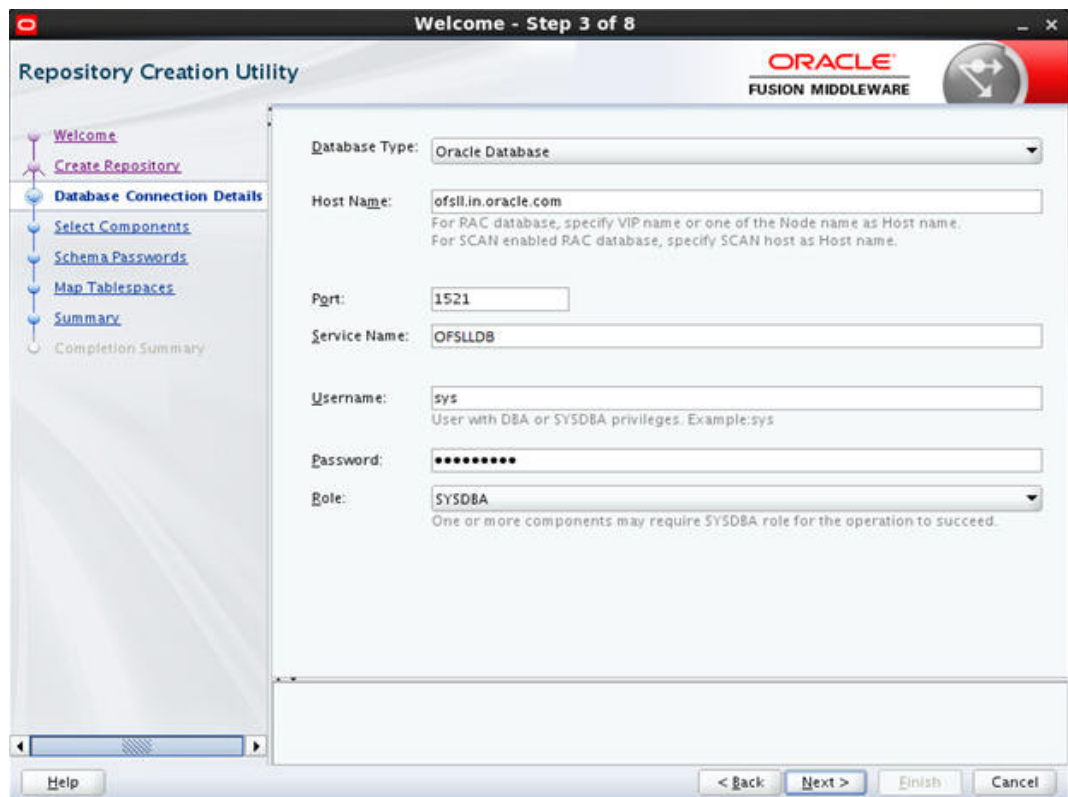 Welcome - Step 3 of 8
Repository Creation Utility
ORACLE
FUSION MIDDLEWARE
Welcome
Create Repository
Database Connection Details
Select Components
Schema Passwords
Map Tablespaces
Summary
Completion Summary
Database Type: Oracle Database
Host Name: ofsll.in.oracle.com
For RAC database, specify VIP name or one of the Node name as Host name.
For SCAN enabled RAC database, specify SCAN host as Host name.
Port: 1521
Service Name: OFSLLDB
Username: sys
User with DBA or SYSDBA privileges. Example:sys
Password: •••••••••
Role: SYSDBA
One or more components may require SYSDBA role for the operation to succeed.
Help
< Back Next > Finish Cancel